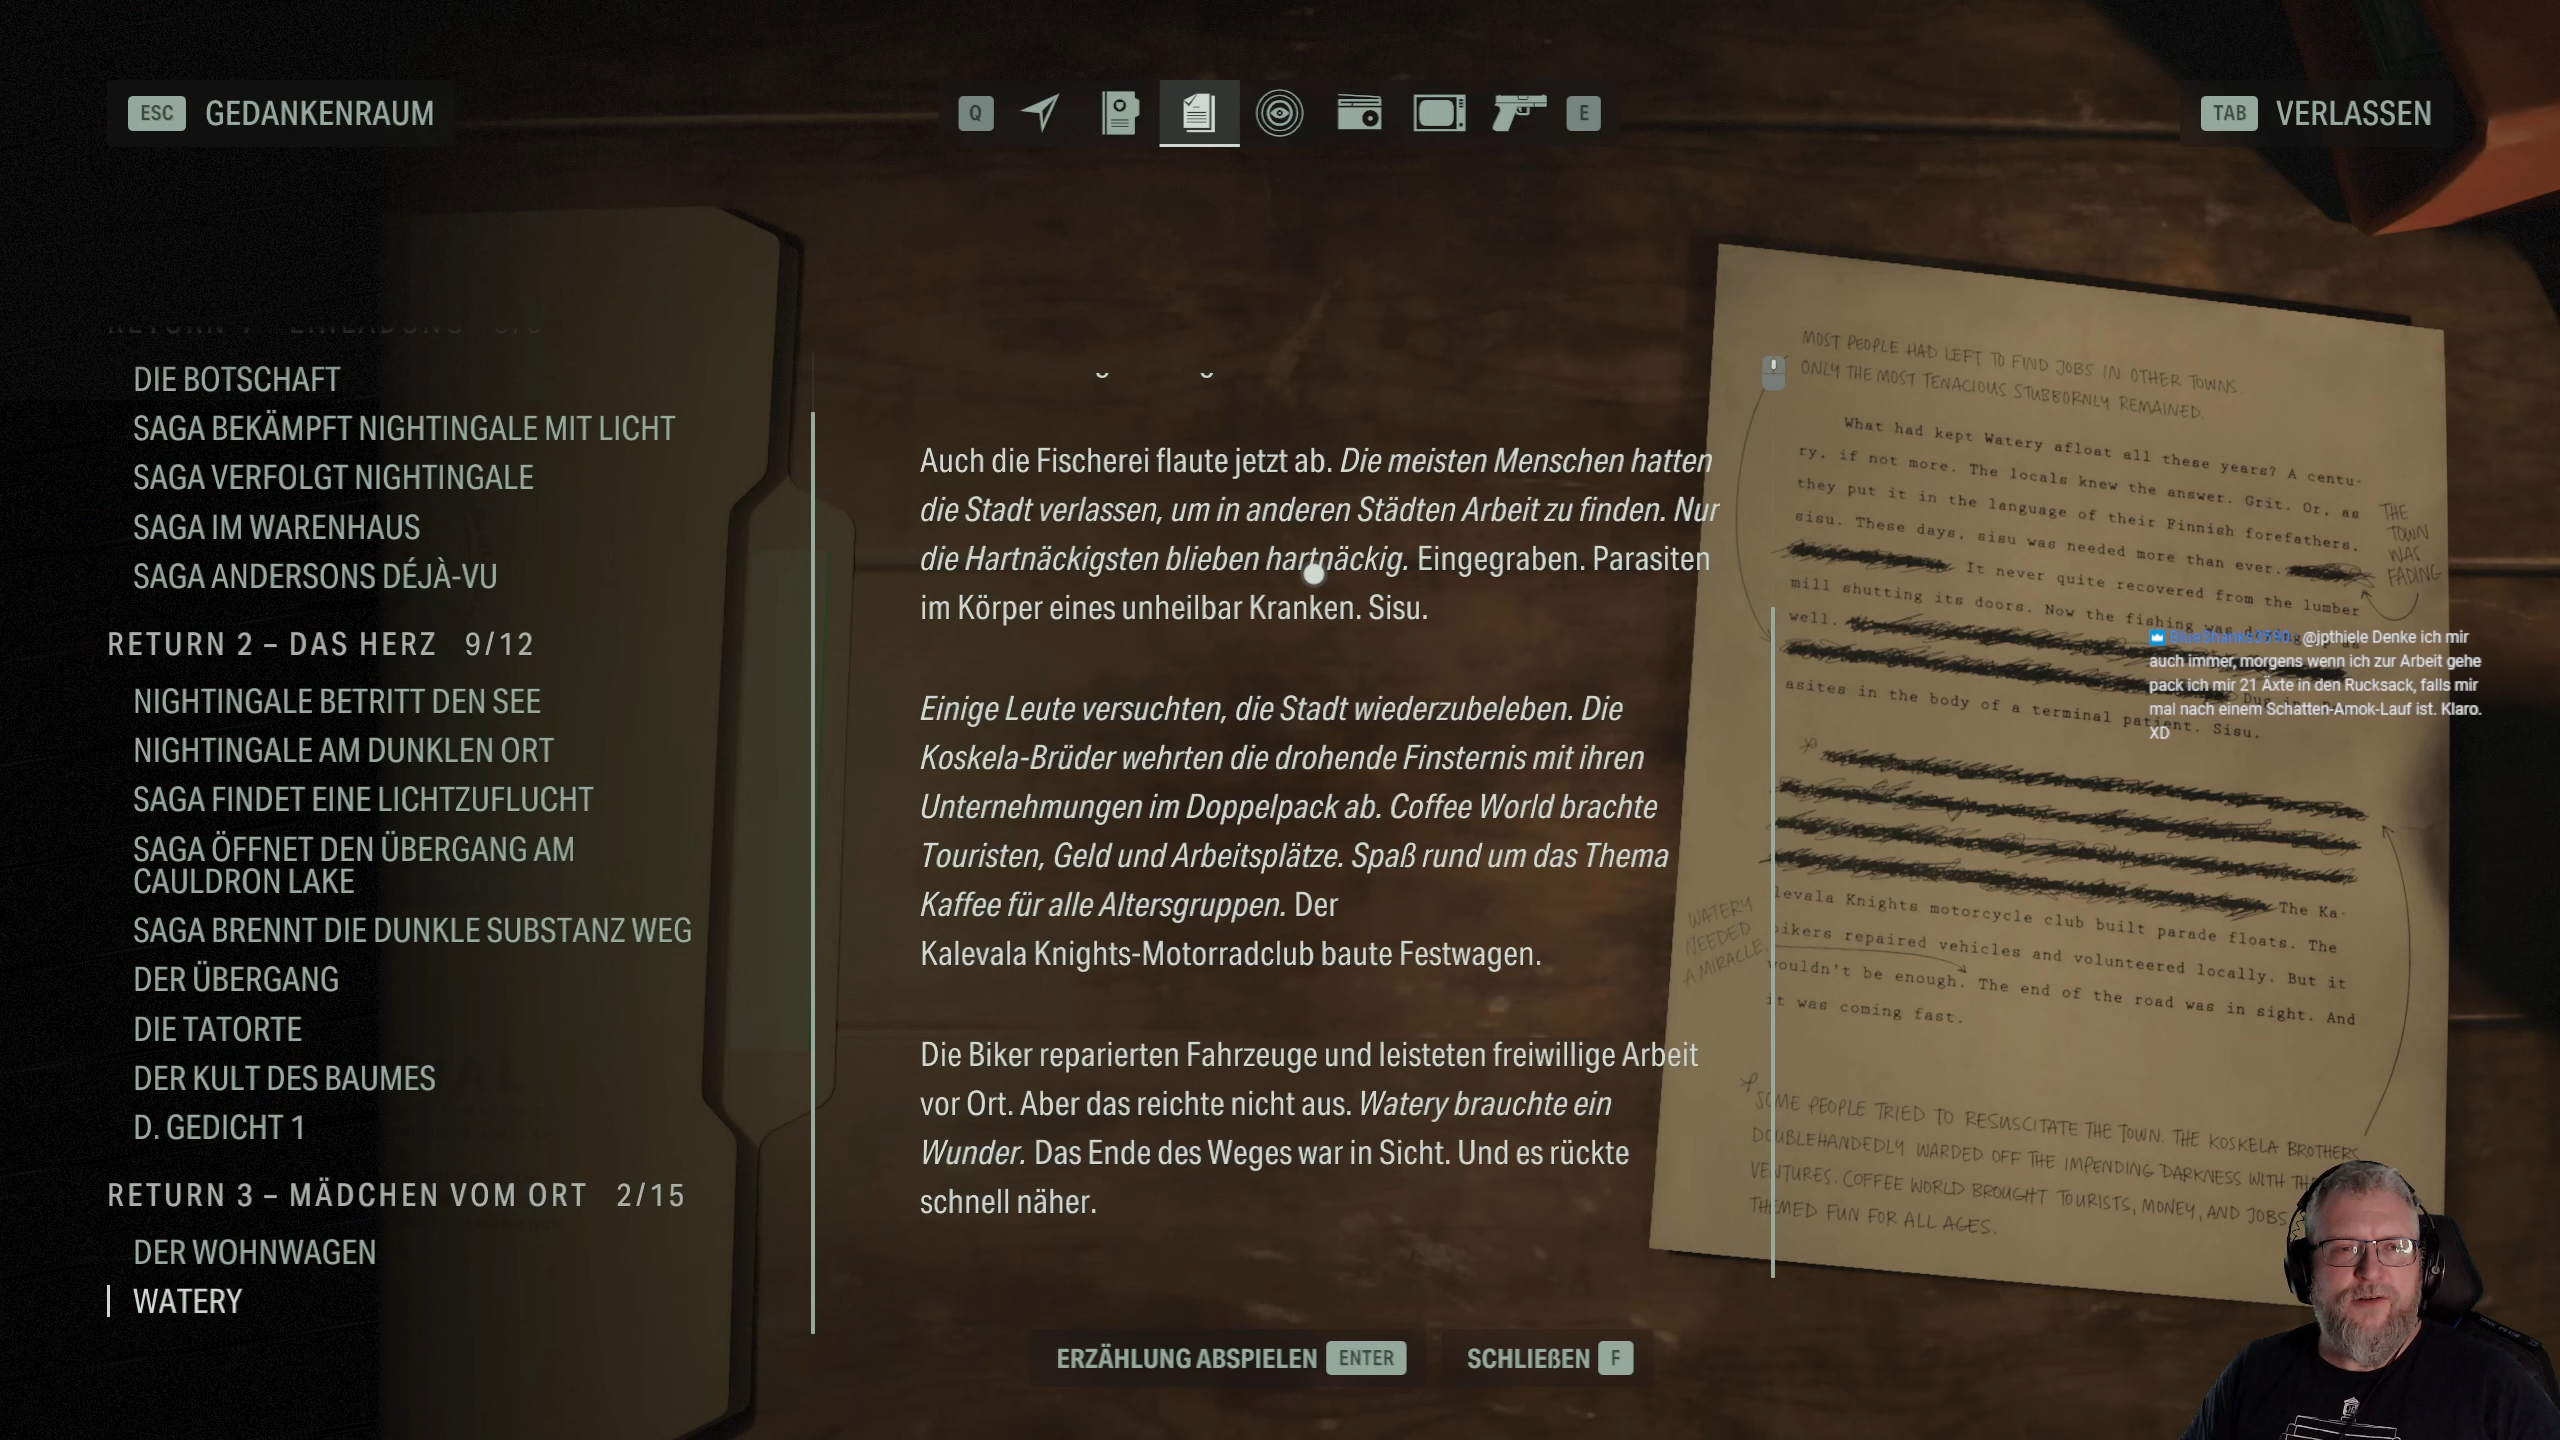 ESC GEDANKENRAUM
Q
E
TAB VERLASSEN
DIE BOTSCHAFT
SAGA BEKÄMPFT NIGHTINGALE MIT LICHT
SAGA VERFOLGT NIGHTINGALE
SAGA IM WARENHAUS
SAGA ANDERSONS DÉJÀ-VU
RETURN 2 – DAS HERZ 9/12
NIGHTINGALE BETRITT DEN SEE
NIGHTINGALE AM DUNKLEN ORT
SAGA FINDET EINE LICHTZUFLUCHT
SAGA ÖFFNET DEN ÜBERGANG AM
CAULDRON LAKE
SAGA BRENNT DIE DUNKLE SUBSTANZ WEG
DER ÜBERGANG
DIE TATORTE
DER KULT DES BAUMES
D. GEDICHT 1
RETURN 3 – MÄDCHEN VOM ORT 2/15
DER WOHNWAGEN
WATERY
Auch die Fischerei flaute jetzt ab. Die meisten Menschen hatten
die Stadt verlassen, um in anderen Städten Arbeit zu finden. Nur
die Hartnäckigsten blieben hartnäckig. Eingegraben. Parasiten
im Körper eines unheilbar Kranken. Sisu.
Einige Leute versuchten, die Stadt wiederzubeleben. Die
Koskela-Brüder wehrten die drohende Finsternis mit ihren
Unternehmungen im Doppelpack ab. Coffee World brachte
Touristen, Geld und Arbeitsplätze. Spaß rund um das Thema
Kaffee für alle Altersgruppen. Der
Kalevala Knights-Motorradclub baute Festwagen.
Die Biker reparierten Fahrzeuge und leisteten freiwillige Arbeit
vor Ort. Aber das reichte nicht aus. Watery brauchte ein
Wunder. Das Ende des Weges war in Sicht. Und es rückte
schnell näher.
ERZÄHLUNG ABSPIELEN ENTER
SCHLIEßEN F
MOST PEOPLE HAD LEFT TO FIND JOBS IN OTHER TOWNS.
ONLY THE MOST TENACIOUS STUBBORNLY REMAINED.
What had kept Watery afloat all these years? A centu-
ry, if not more. The locals knew the answer. Grit. Or, as
they put it in the language of their Finnish forefathers,
sisu. These days, sisu was needed more than ever.
It never quite recovered from the lumber
mill shutting its doors. Now the fishing was
well.
asites in the body of a terminal patient. Sisu.
The Ka-
levala Knights motorcycle club built parade floats. The
bikers repaired vehicles and volunteered locally. But it
wouldn't be enough. The end of the road was in sight. And
it was coming fast.
THE
TOWN
WAS
FADING
WATERY
NEEDED
A MIRACLE.
SOME PEOPLE TRIED TO RESUSCITATE THE TOWN. THE KOSKELA BROTHERS
DOUBLEHANDEDLY WARDED OFF THE IMPENDING DARKNESS WITH
VENTURES. COFFEE WORLD BROUGHT TOURISTS, MONEY, AND JOBS
THEMED FUN FOR ALL AGES.
@jpthiele Denke ich mir
auch immer, morgens wenn ich zur Arbeit gehe
pack ich mir 21 Äxte in den Rucksack, falls mir
mal nach einem Schatten-Amok-Lauf ist. Klaro.
XD